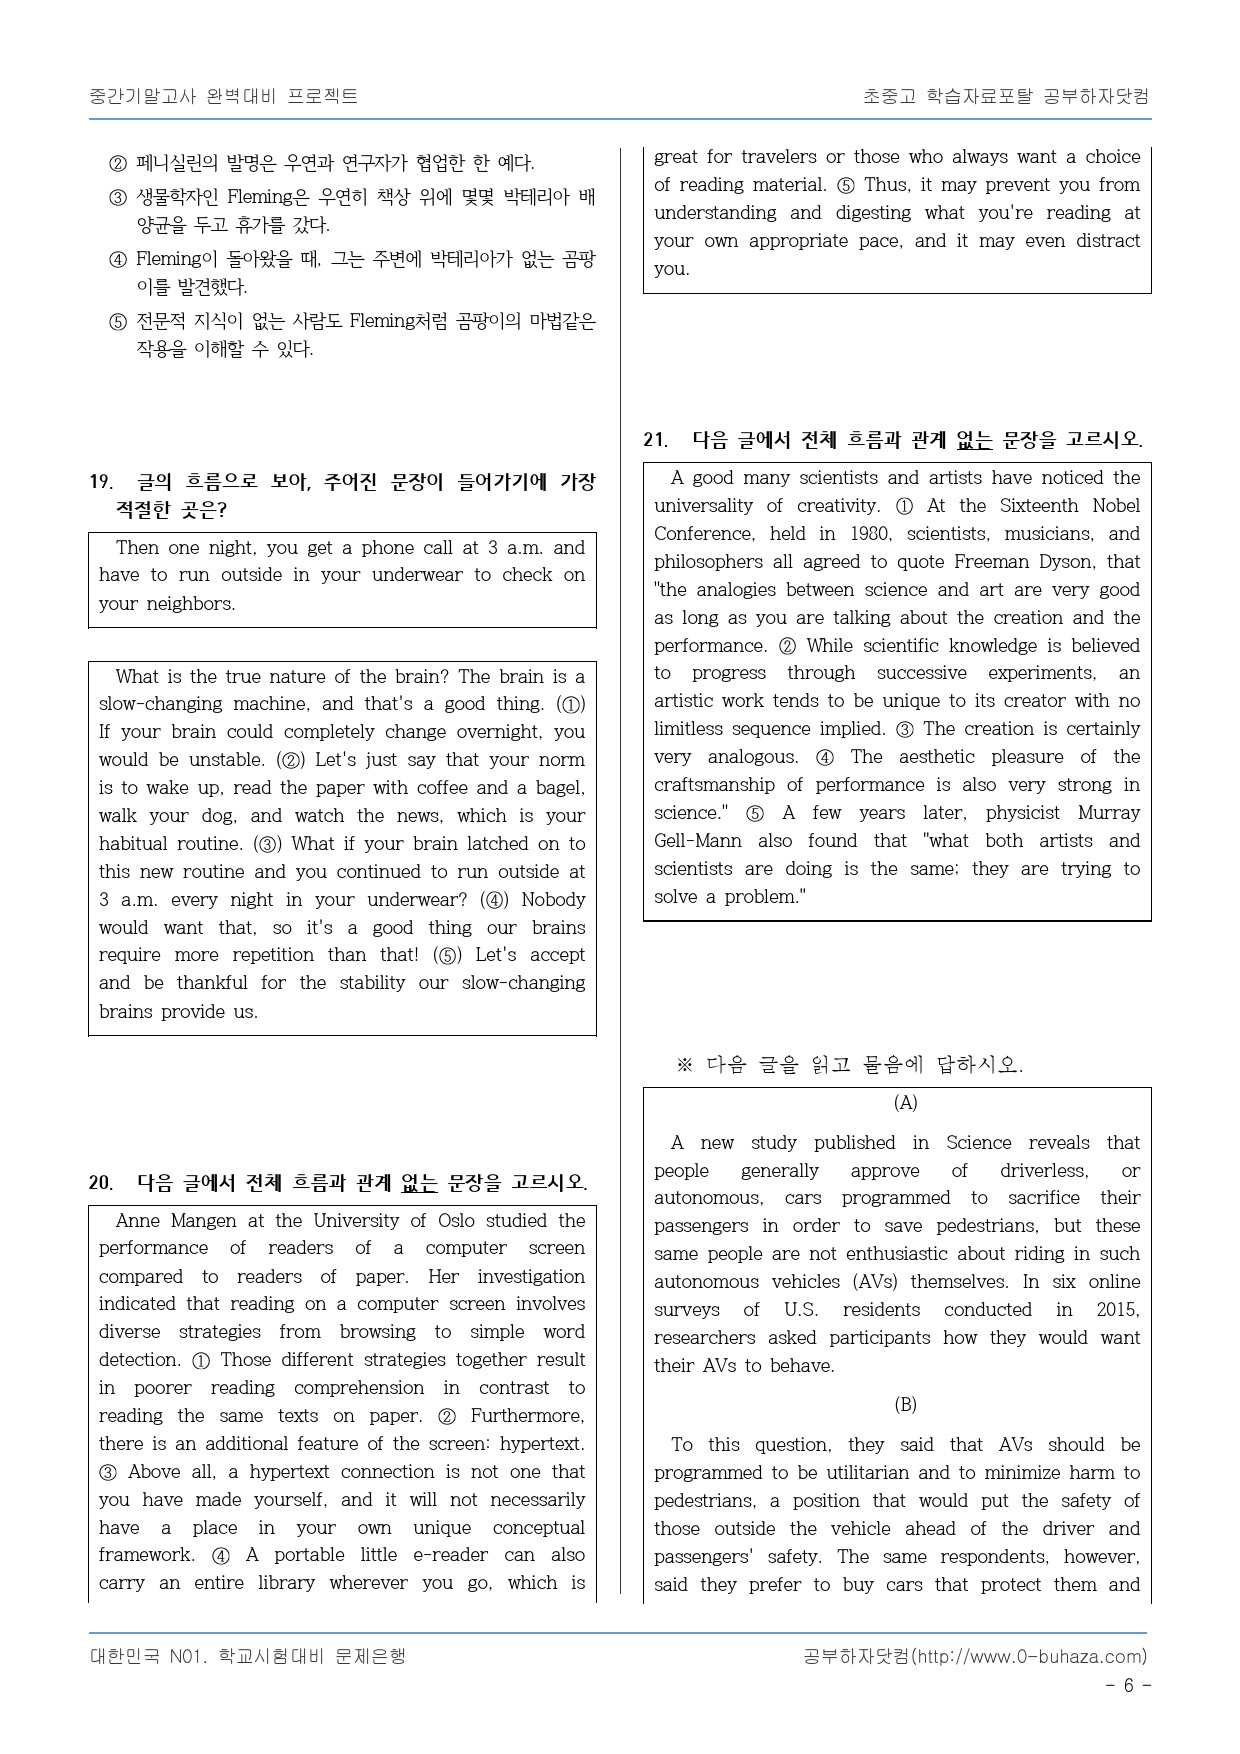 중간기말고사 완벽대비 프로젝트
초중고 학습자료포탈 공부하자닷컴
② 페니실린의 발명은 우연과 연구자가 협업한 한 예다.
③ 생물학자인 Fleming은 우연히 책상 위에 몇몇 박테리아 배
양균을 두고 휴가를 갔다.
④ Fleming이 돌아왔을 때, 그는 주변에 박테리아가 없는 곰팡
이를 발견했다.
⑤ 전문적 지식이 없는 사람도 Fleming처럼 곰팡이의 마법같은
작용을 이해할 수 있다.
19. 글의 흐름으로 보아, 주어진 문장이 들어가기에 가장
적절한 곳은?
Then one night, you get a phone call at 3 a.m. and
have to run outside in your underwear to check on
your neighbors.
What is the true nature of the brain? The brain is a
slow-changing machine, and that's a good thing. (①)
If your brain could completely change overnight, you
would be unstable. (②) Let's just say that your norm
is to wake up, read the paper with coffee and a bagel,
walk your dog, and watch the news, which is your
habitual routine. (③) What if your brain latched on to
this new routine and you continued to run outside at
3 a.m. every night in your underwear? (④) Nobody
would want that, so it's a good thing our brains
require more repetition than that! (⑤) Let's accept
and be thankful for the stability our slow-changing
brains provide us.
20. 다음 글에서 전체 흐름과 관계 없는 문장을 고르시오.
Anne Mangen at the University of Oslo studied the
performance of readers of a computer screen
compared to readers of paper. Her investigation
indicated that reading on a computer screen involves
diverse strategies from browsing to simple word
detection. ① Those different strategies together result
in poorer reading comprehension in contrast to
reading the same texts on paper. ② Furthermore,
there is an additional feature of the screen: hypertext.
③ Above all, a hypertext connection is not one that
you have made yourself, and it will not necessarily
have a place in your own unique conceptual
framework. ④ A portable little e-reader can also
carry an entire library wherever you go, which is
great for travelers or those who always want a choice
of reading material. ⑤ Thus, it may prevent you from
understanding and digesting what you're reading at
your own appropriate pace, and it may even distract
you.
21. 다음 글에서 전체 흐름과 관계 없는 문장을 고르시오.
A good many scientists and artists have noticed the
universality of creativity. ① At the Sixteenth Nobel
Conference, held in 1980, scientists, musicians, and
philosophers all agreed to quote Freeman Dyson, that
"the analogies between science and art are very good
as long as you are talking about the creation and the
performance. ② While scientific knowledge is believed
to progress through successive experiments, an
artistic work tends to be unique to its creator with no
limitless sequence implied. ③ The creation is certainly
very analogous. ④ The aesthetic pleasure of the
craftsmanship of performance is also very strong in
science." ⑤ A few years later, physicist Murray
Gell-Mann also found that "what both artists and
scientists are doing is the same; they are trying to
solve a problem."
※ 다음 글을 읽고 물음에 답하시오.
(A)
A new study published in Science reveals that
people generally approve of driverless, or
autonomous, cars programmed to sacrifice their
passengers in order to save pedestrians, but these
same people are not enthusiastic about riding in such
autonomous vehicles (AVs) themselves. In six online
surveys of U.S. residents conducted in 2015,
researchers asked participants how they would want
their AVs to behave.
(B)
To this question, they said that AVs should be
programmed to be utilitarian and to minimize harm to
pedestrians, a position that would put the safety of
those outside the vehicle ahead of the driver and
passengers' safety. The same respondents, however,
said they prefer to buy cars that protect them and
대한민국 N01. 학교시험대비 문제은행
공부하자닷컴(http://www.0-buhaza.com)
- 6 -